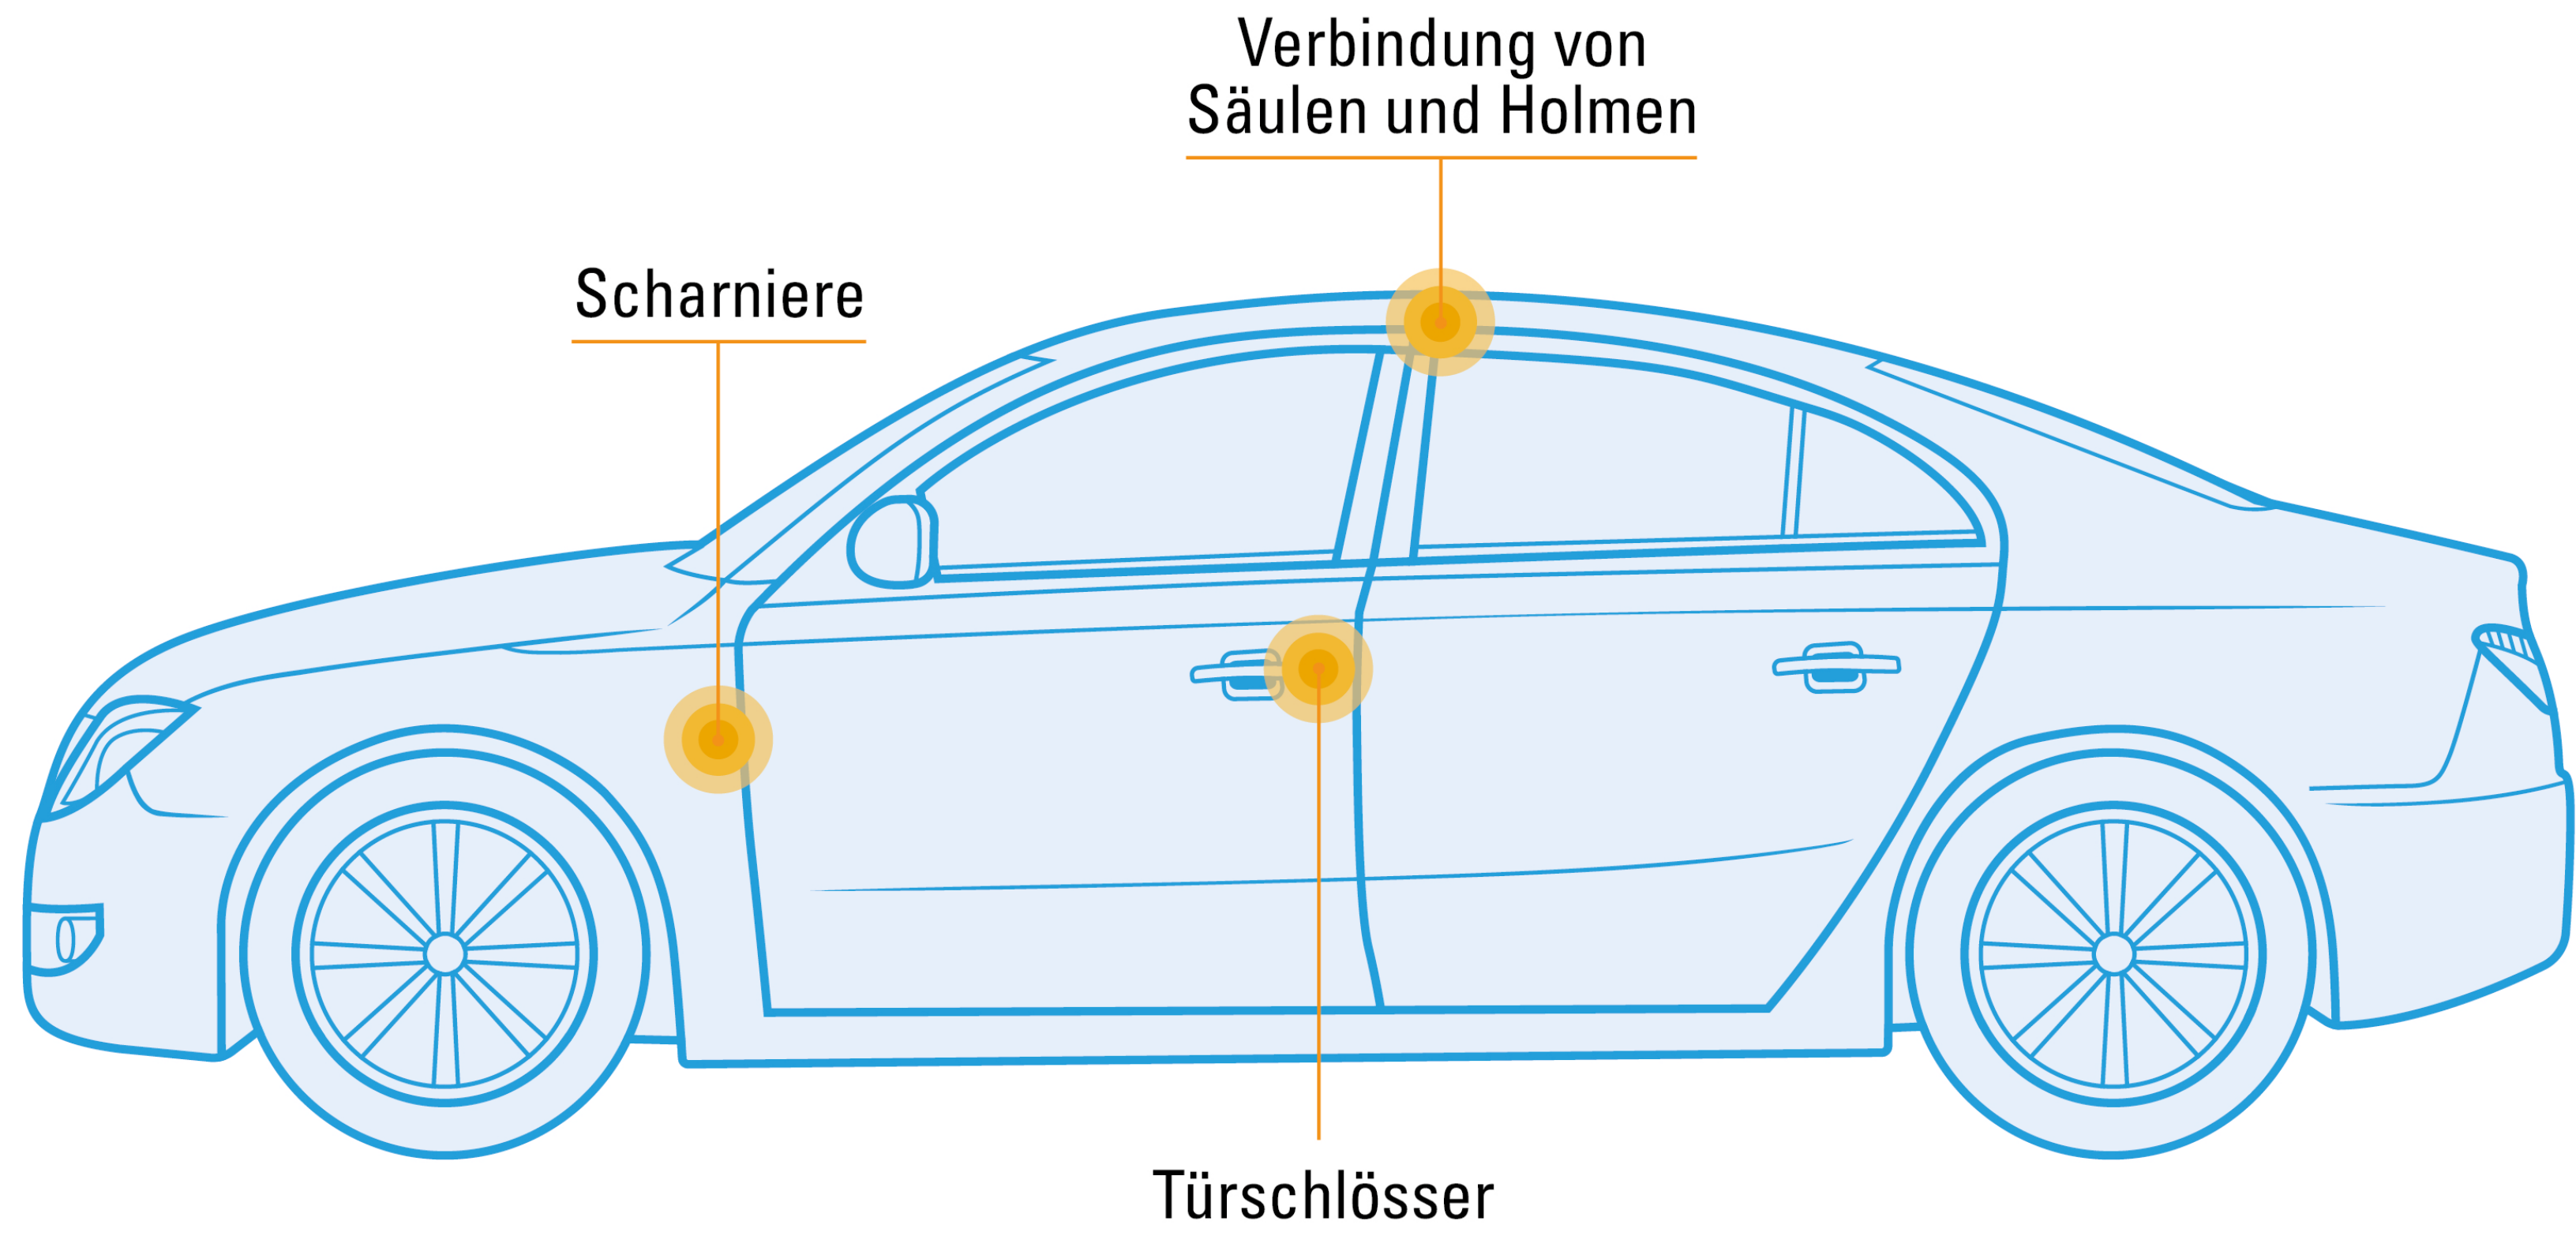 Verbindung von
Säulen und Holmen
Scharniere
Türschlösser